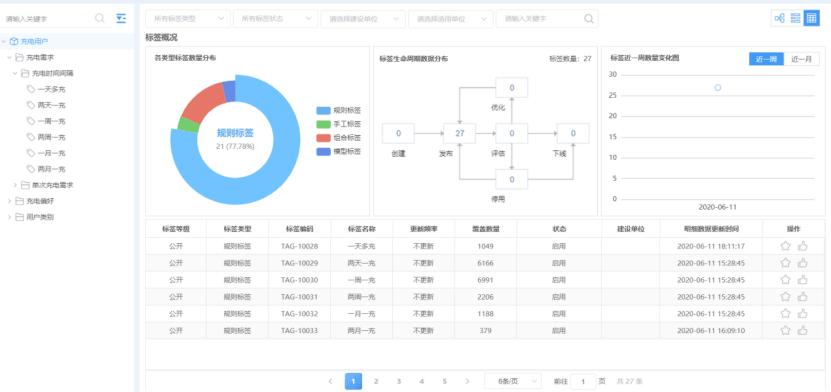 请输入关键字
充电用户
充电需求
充电时间间隔
一天多充
两天一充
一周一充
两周一充
一月一充
两月一充
单次充电需求
充电偏好
用户类别
所有标签类型 所有标签状态 请选择建设单位 请选择适用单位 请输入关键字
标签概况
各类型标签数量分布
规则标签
21 (77.78%)
规则标签
手工标签
组合标签
模型标签
标签生命周期数据分布 标签数量：27
0
优化
0 27 0 0
创建 发布 评估 下线
0
停用
标签近一周数量变化图 近一周 近一月
30
25
20
15
10
5
0
2020-06-11
标签等级 标签类型 标签编码 标签名称 更新频率 覆盖数量 状态 建设单位 明细数据更新时间 操作
公开 规则标签 TAG-10028 一天多充 不更新 1049 启用 2020-06-11 18:11:17
公开 规则标签 TAG-10029 两天一充 不更新 6166 启用 2020-06-11 15:28:45
公开 规则标签 TAG-10030 一周一充 不更新 6991 启用 2020-06-11 15:28:45
公开 规则标签 TAG-10031 两周一充 不更新 2206 启用 2020-06-11 15:28:45
公开 规则标签 TAG-10032 一月一充 不更新 1188 启用 2020-06-11 15:28:45
公开 规则标签 TAG-10033 两月一充 不更新 379 启用 2020-06-11 16:09:10
1 2 3 4 5 6条/页 前往 1 页 共 27 条